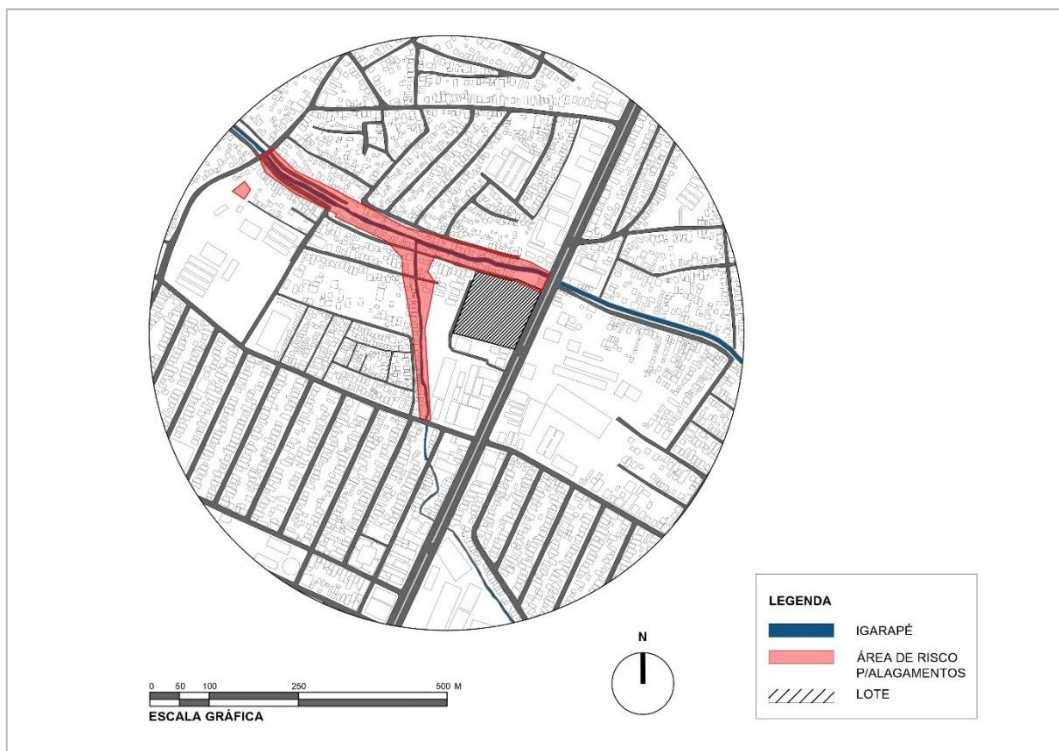 LEGENDA
IGARAPÉ
ÁREA DE RISCO
P/ALAGAMENTOS
LOTE
N
0 50 100 250 500 M
ESCALA GRÁFICA